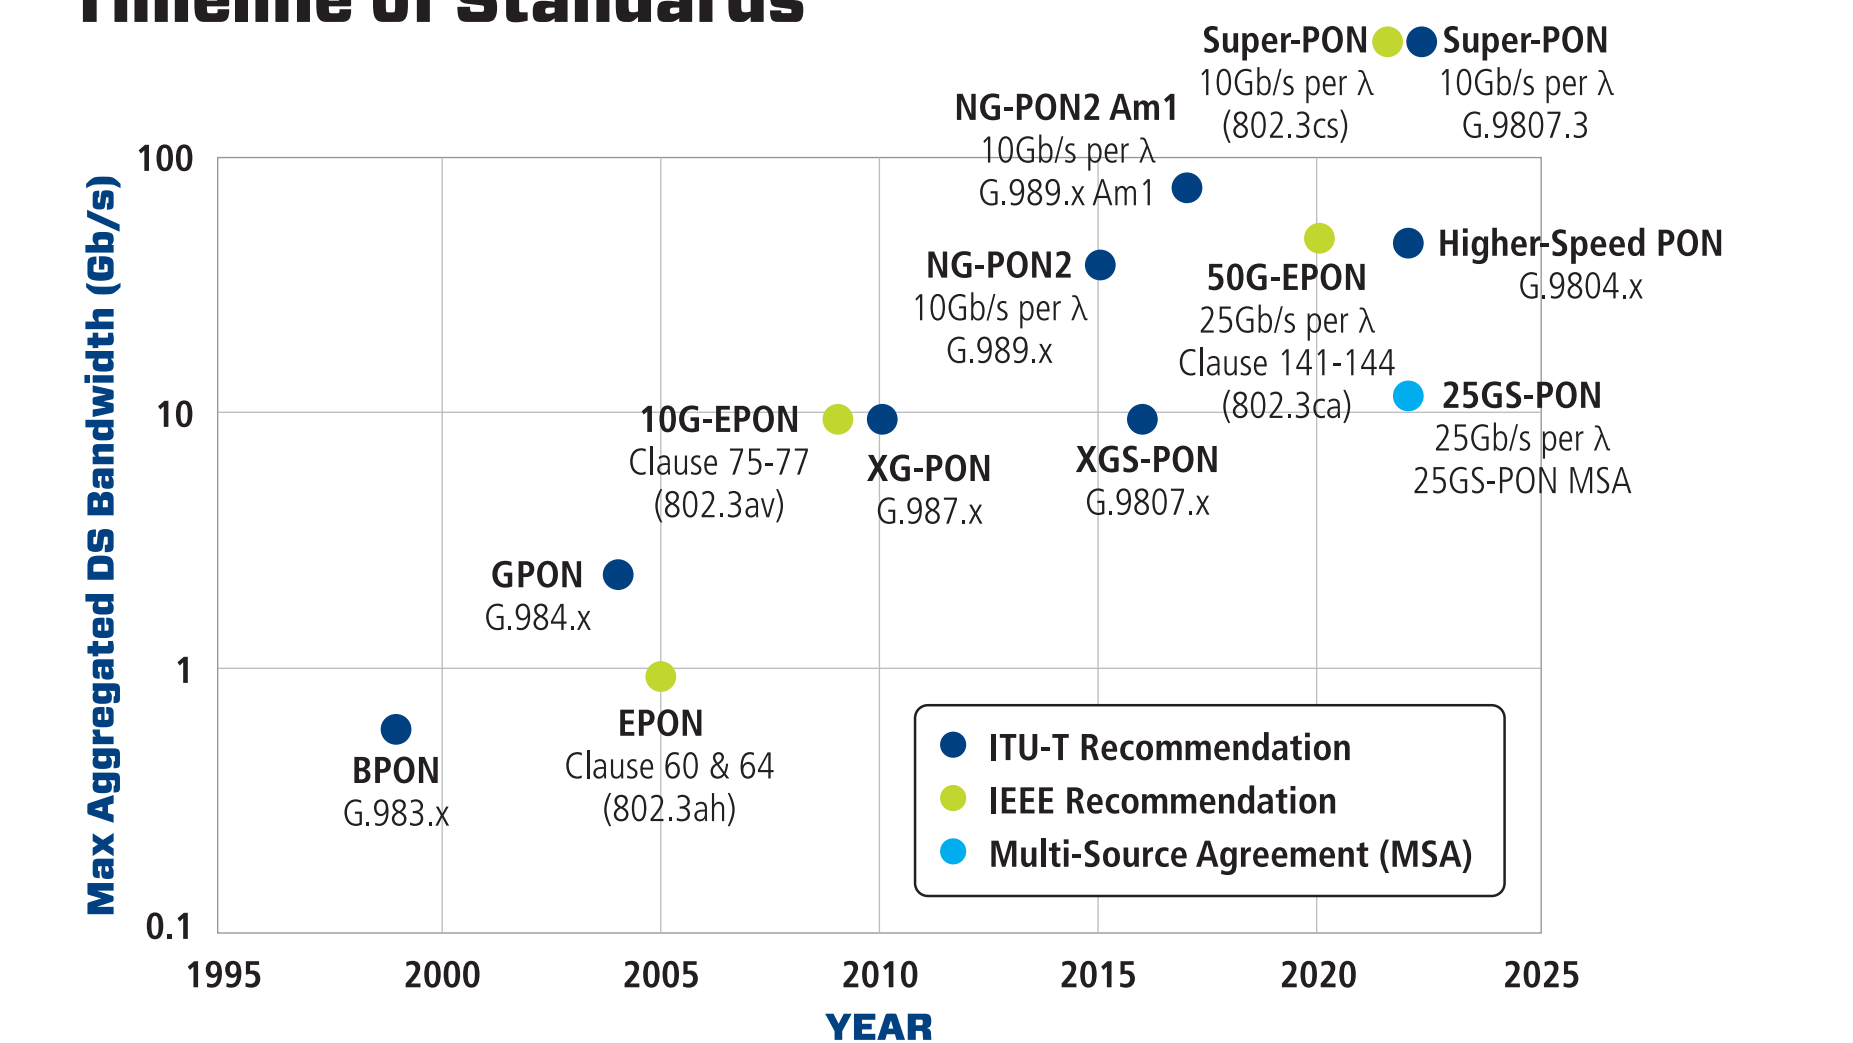 Timeline of Standards
Super-PON
10Gb/s per λ
(802.3cs)
Super-PON
10Gb/s per λ
G.9807.3
NG-PON2 Am1
10Gb/s per λ
G.989.x Am1
100
Max Aggregated DS Bandwidth (Gb/s)
NG-PON2
10Gb/s per λ
G.989.x
50G-EPON
25Gb/s per λ
Clause 141-144
(802.3ca)
Higher-Speed PON
G.9804.x
10
10G-EPON
Clause 75-77
(802.3av)
XG-PON
G.987.x
XGS-PON
G.9807.x
25GS-PON
25Gb/s per λ
25GS-PON MSA
GPON
G.984.x
1
EPON
Clause 60 & 64
(802.3ah)
BPON
G.983.x
ITU-T Recommendation
IEEE Recommendation
Multi-Source Agreement (MSA)
0.1
1995 2000 2005 2010 2015 2020 2025
YEAR